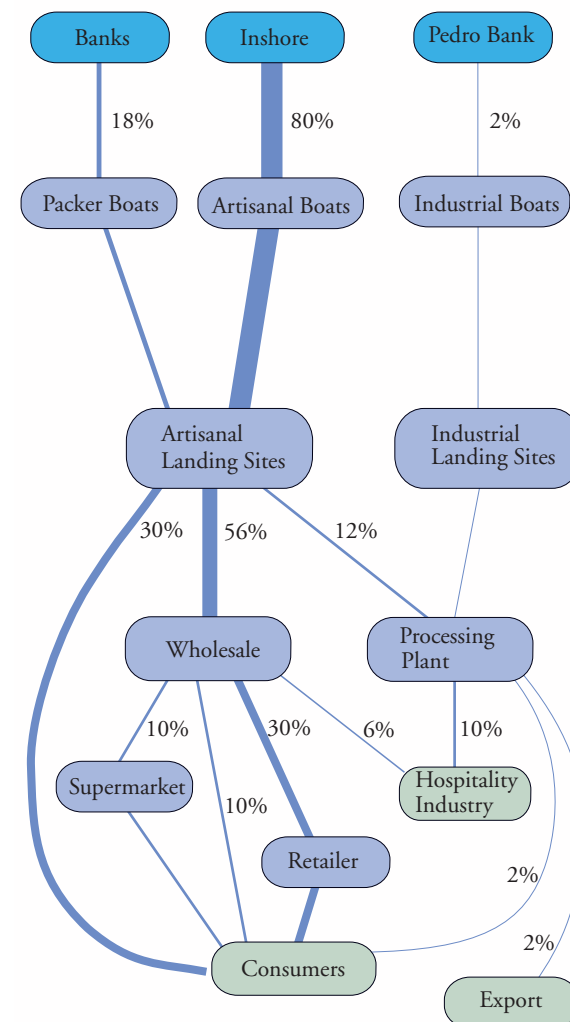 Banks
Inshore
Pedro Bank
18%
80%
2%
Packer Boats
Artisanal Boats
Industrial Boats
Artisanal
Landing Sites
Industrial
Landing Sites
30%
56%
12%
Wholesale
Processing
Plant
10%
30%
6%
10%
Supermarket
10%
Hospitality
Industry
Retailer
2%
2%
Consumers
Export